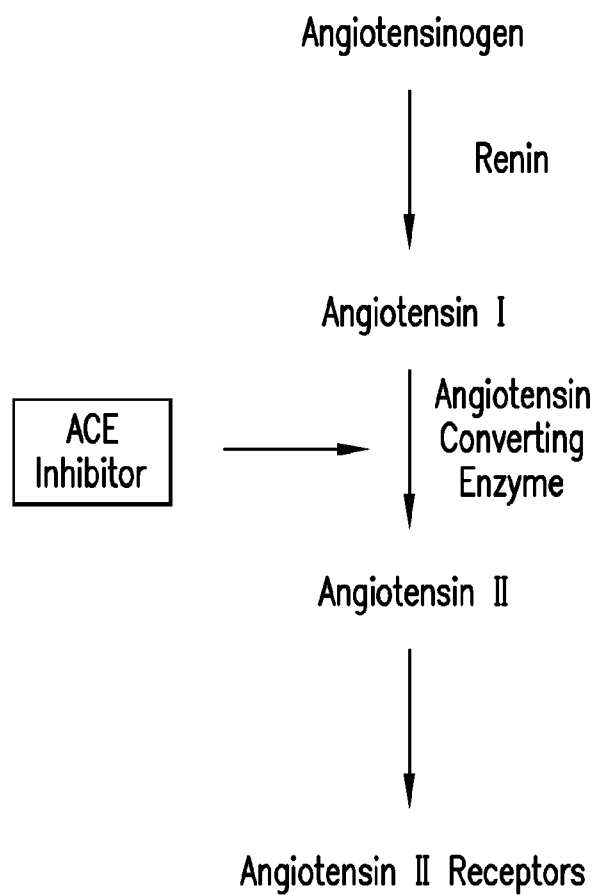 Angiotensinogen
Renin
Angiotensin I
ACE
Inhibitor
Angiotensin
Converting
Enzyme
Angiotensin II
Angiotensin II Receptors